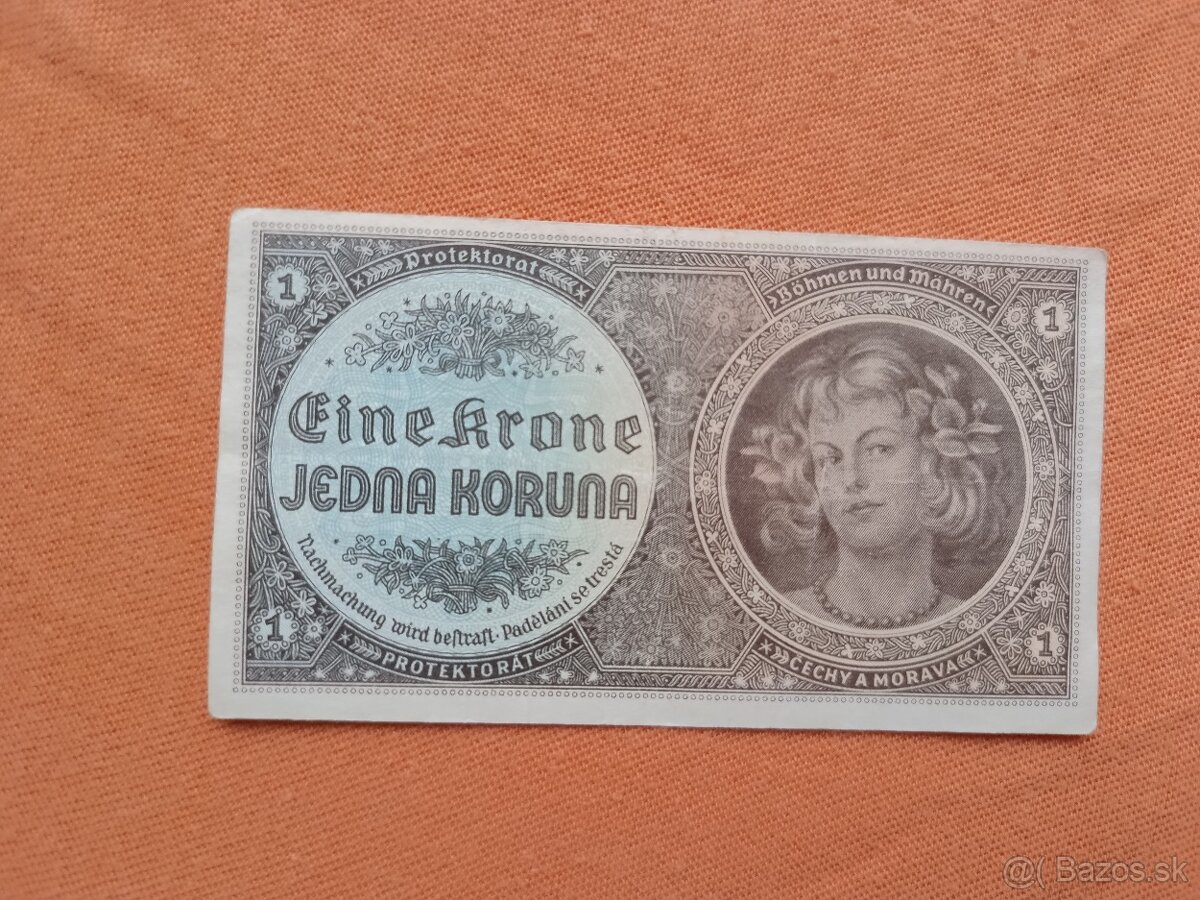 Protektorat
Böhmen und Mähren
1
1
Eine Krone
JEDNA KORUNA
Nachmachung wird bestraft · Padělání se trestá
1
1
PROTEKTORÁT
ČECHY A MORAVA
@( Bazos.sk